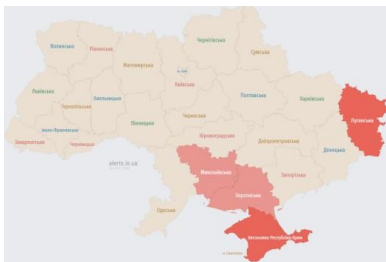 Чернігівська
Волинська
Рівненська
Сумська
Житомирська
м. Київ
Київська
Львівська
Полтавська
Харківська
Тернопільська
Хмельницька
Луганська
Черкаська
Вінницька
Івано-Франківська
Кіровоградська
Дніпропетровська
Закарпатська
Чернівецька
Донецька
alerts.in.ua
Миколаївська
Запорізька
Херсонська
Одеська
Автономна Республіка Крим